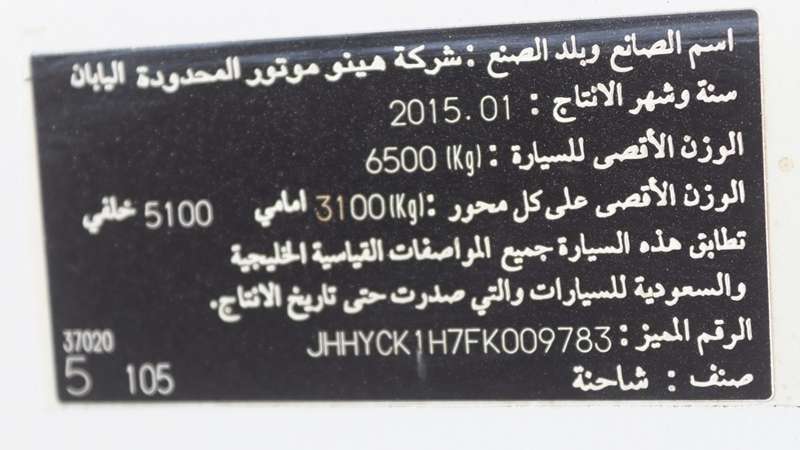 اسم الصانع وبلد الصنع : شركة هينو موتور المحدودة اليابان
سنة وشهر الانتاج : 2015.01
الوزن الأقصى للسيارة : 6500 (Kg)
الوزن الأقصى على كل محور : 3100(Kg) امامي 5100 خلفي
تطابق هذه السيارة جميع المواصفات القياسية الخليجية
والسعودية للسيارات والتي صدرت حتى تاريخ الانتاج.
الرقم المميز : JHHYCK1H7FK009783
صنف : شاحنة
37020
5 105